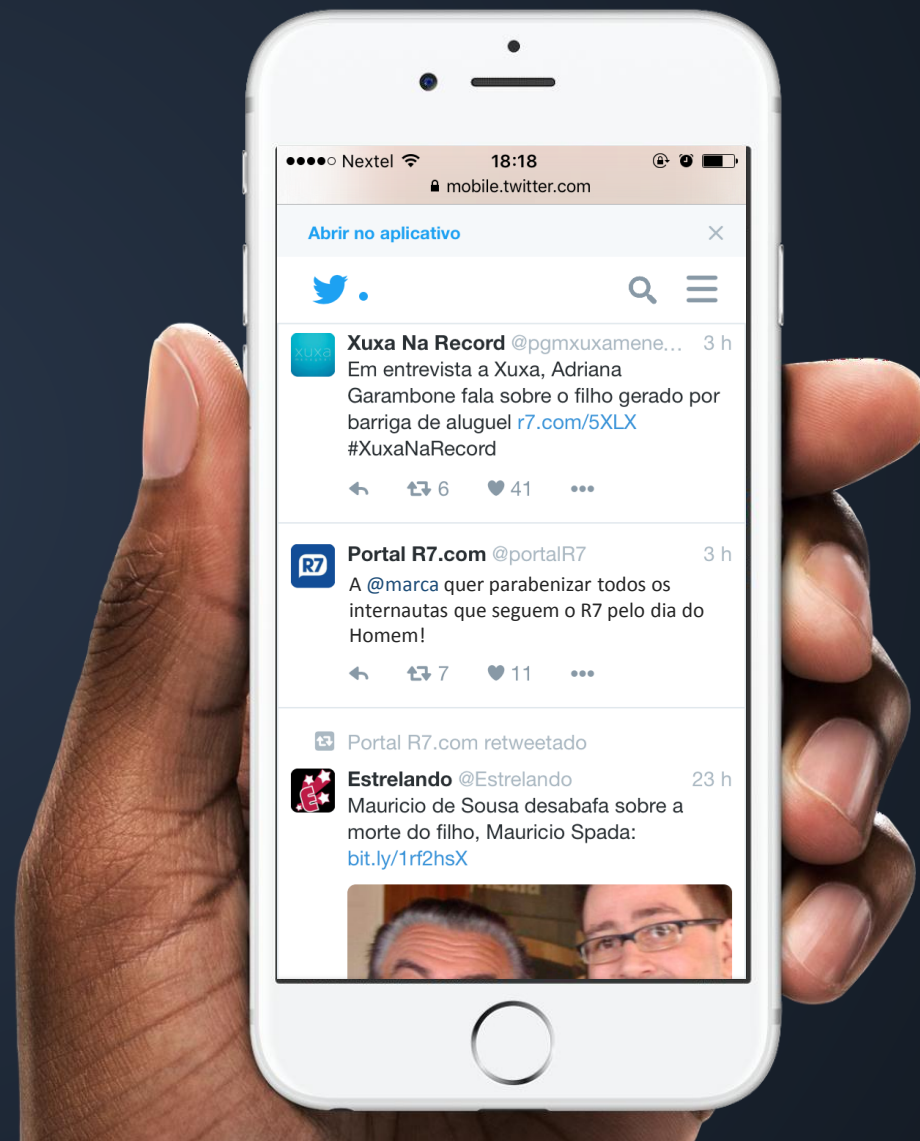 Nextel 18:18
mobile.twitter.com
Abrir no aplicativo
Xuxa Na Record @pgmxuxamene... 3 h
Em entrevista a Xuxa, Adriana
Garambone fala sobre o filho gerado por
barriga de aluguel r7.com/5XLX
#XuxaNaRecord
6 41
Portal R7.com @portalR7 3 h
A @marca quer parabenizar todos os
internautas que seguem o R7 pelo dia do
Homem!
7 11
Portal R7.com retweetado
Estrelando @Estrelando 23 h
Mauricio de Sousa desabafa sobre a
morte do filho, Mauricio Spada:
bit.ly/1rf2hsX
xuxa
R7
E